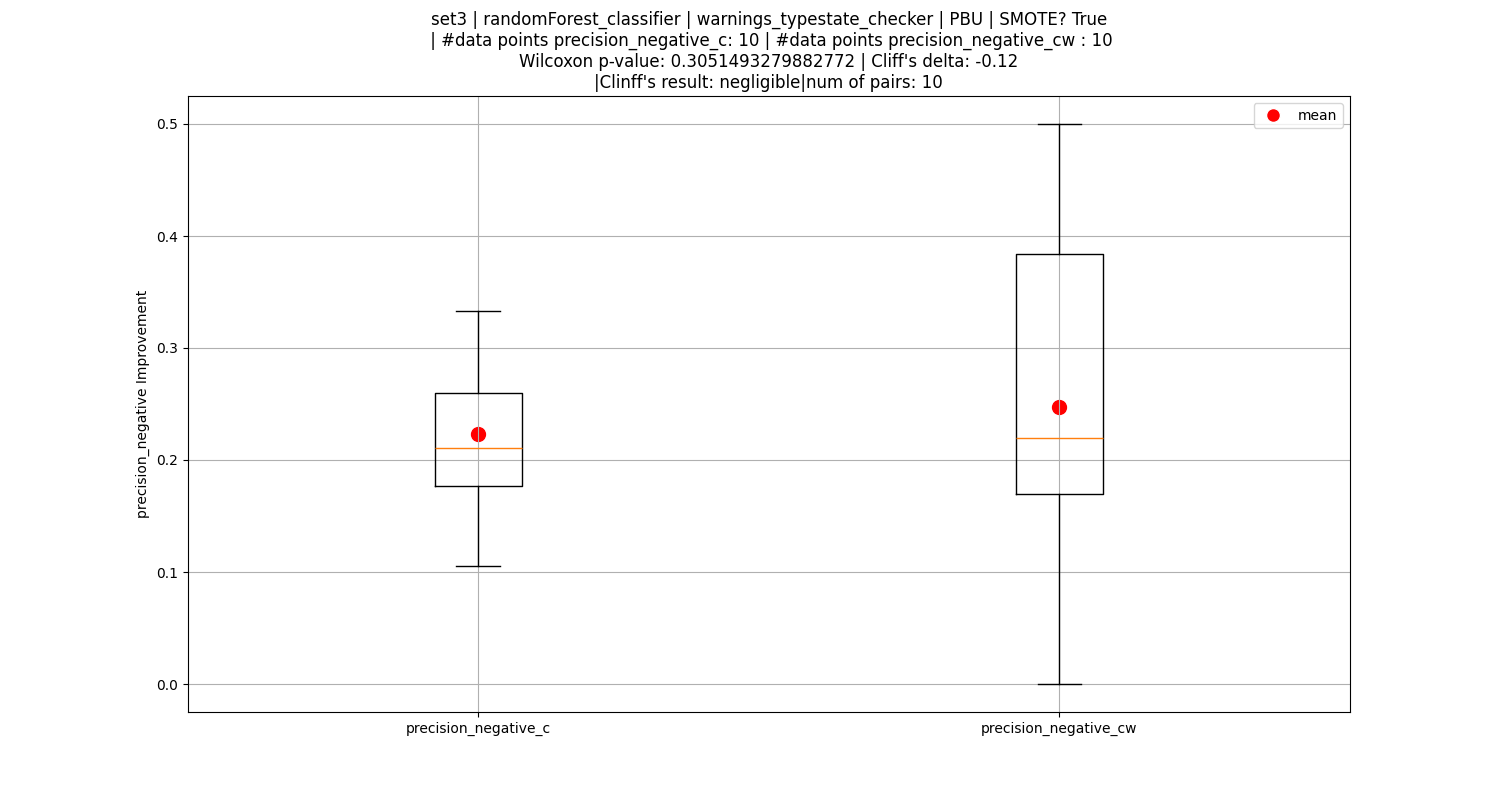 set3 | randomForest_classifier | warnings_typestate_checker | PBU | SMOTE? True
| #data points precision_negative_c: 10 | #data points precision_negative_cw : 10
Wilcoxon p-value: 0.3051493279882772 | Cliff's delta: -0.12
|Clinff's result: negligible|num of pairs: 10
mean
0.5
0.4
0.3
0.2
0.1
0.0
precision_negative Improvement
precision_negative_c
precision_negative_cw